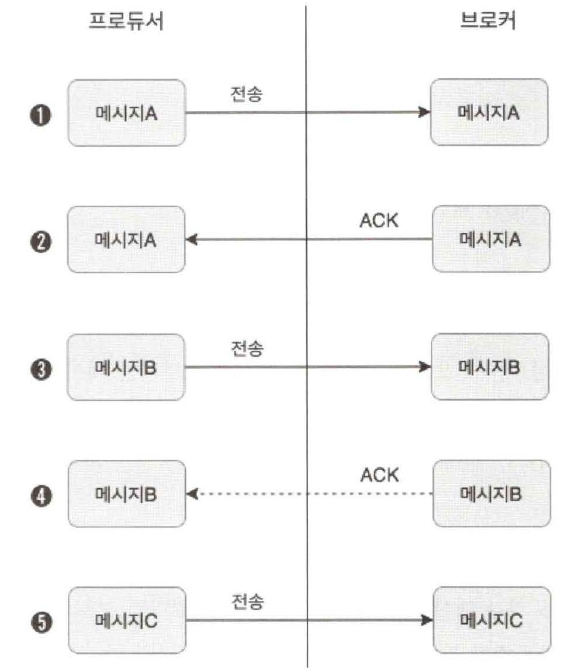 프로듀서 브로커
전송
❶ 메시지A 메시지A
ACK
❷ 메시지A 메시지A
전송
❸ 메시지B 메시지B
ACK
❹ 메시지B 메시지B
전송
❺ 메시지C 메시지C